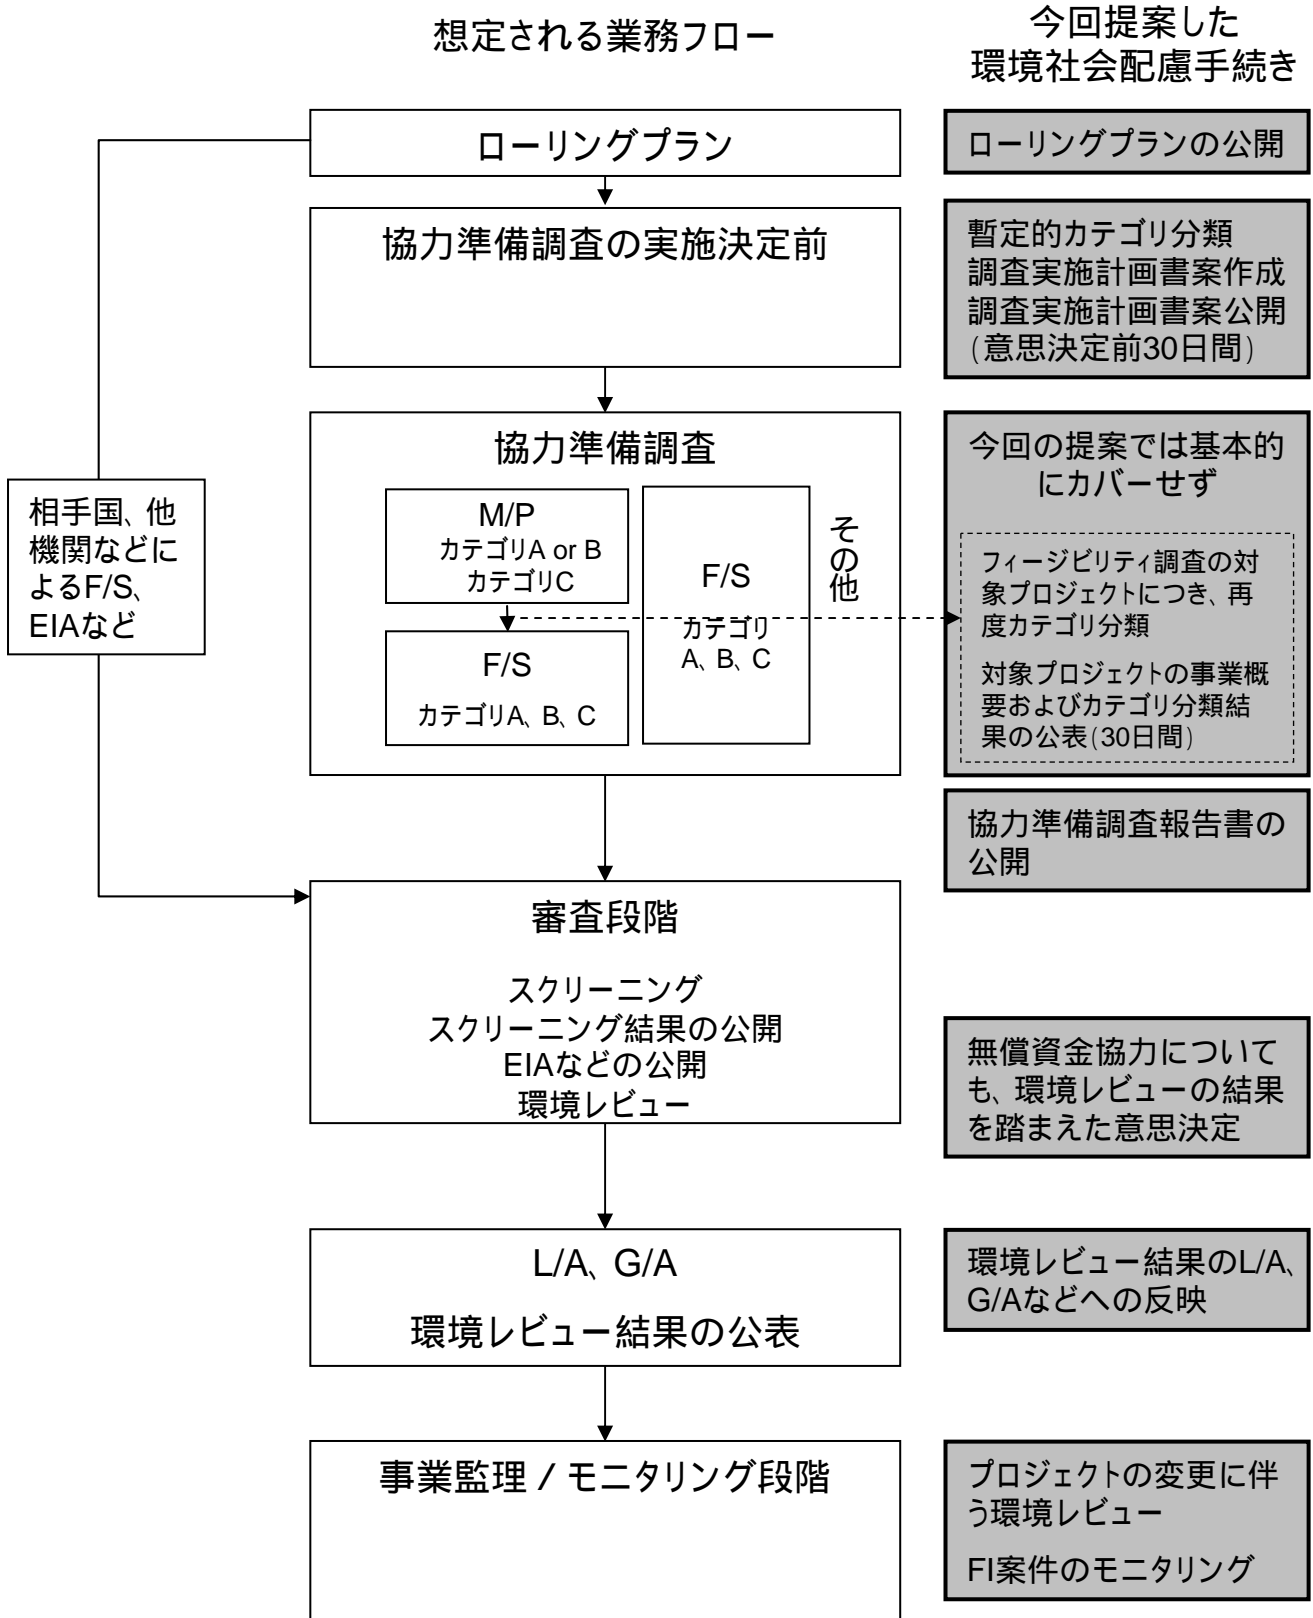 想定される業務フロー
今回提案した
環境社会配慮手続き
ローリングプラン
ローリングプランの公開
協力準備調査の実施決定前
暫定的カテゴリ分類
調査実施計画書案作成
調査実施計画書案公開
(意思決定前30日間)
相手国、他
機関などに
よるF/S、
EIAなど
協力準備調査
M/P
カテゴリA or B
カテゴリC
F/S
カテゴリA、B、C
F/S
カテゴリ
A、B、C
その他
今回の提案では基本的
にカバーせず
フィージビリティ調査の対
象プロジェクトにつき、再
度カテゴリ分類
対象プロジェクトの事業概
要およびカテゴリ分類結
果の公表(30日間)
協力準備調査報告書の
公開
審査段階
スクリーニング
スクリーニング結果の公開
EIAなどの公開
環境レビュー
無償資金協力について
も、環境レビューの結果
を踏まえた意思決定
L/A、G/A
環境レビュー結果の公表
環境レビュー結果のL/A、
G/Aなどへの反映
事業監理/モニタリング段階
プロジェクトの変更に伴
う環境レビュー
FI案件のモニタリング